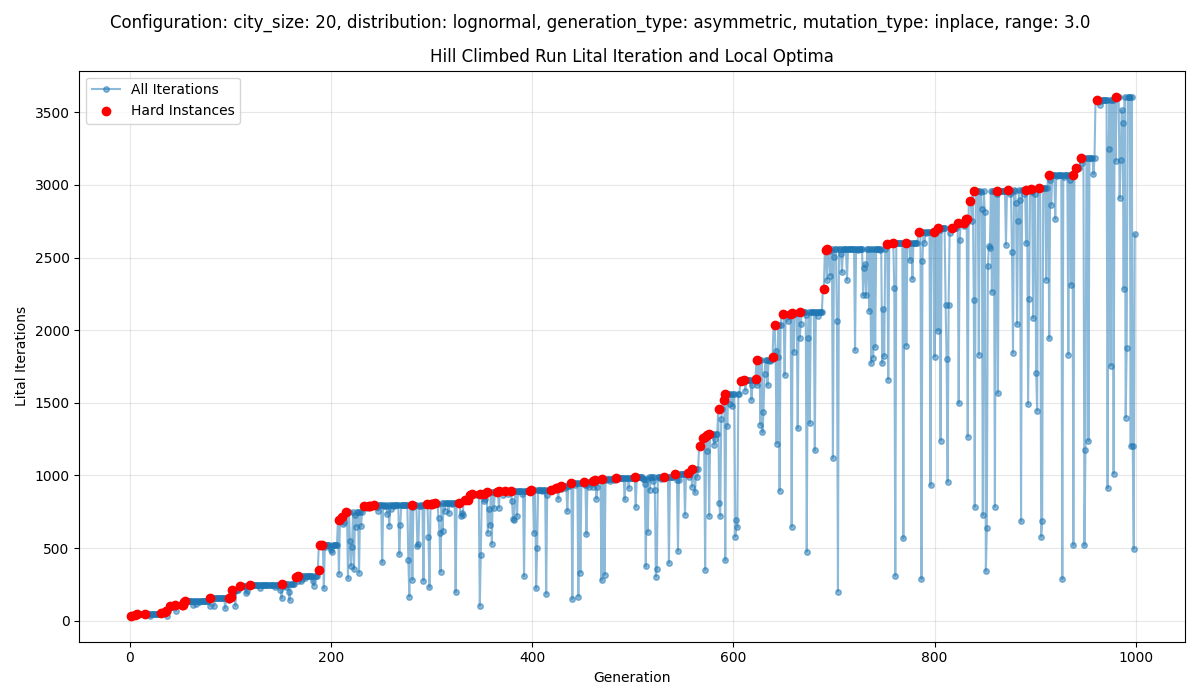 Configuration: city_size: 20, distribution: lognormal, generation_type: asymmetric, mutation_type: inplace, range: 3.0
Hill Climbed Run Lital Iteration and Local Optima
All Iterations
Hard Instances
Lital Iterations
3500
3000
2500
2000
1500
1000
500
0
0 200 400 600 800 1000
Generation